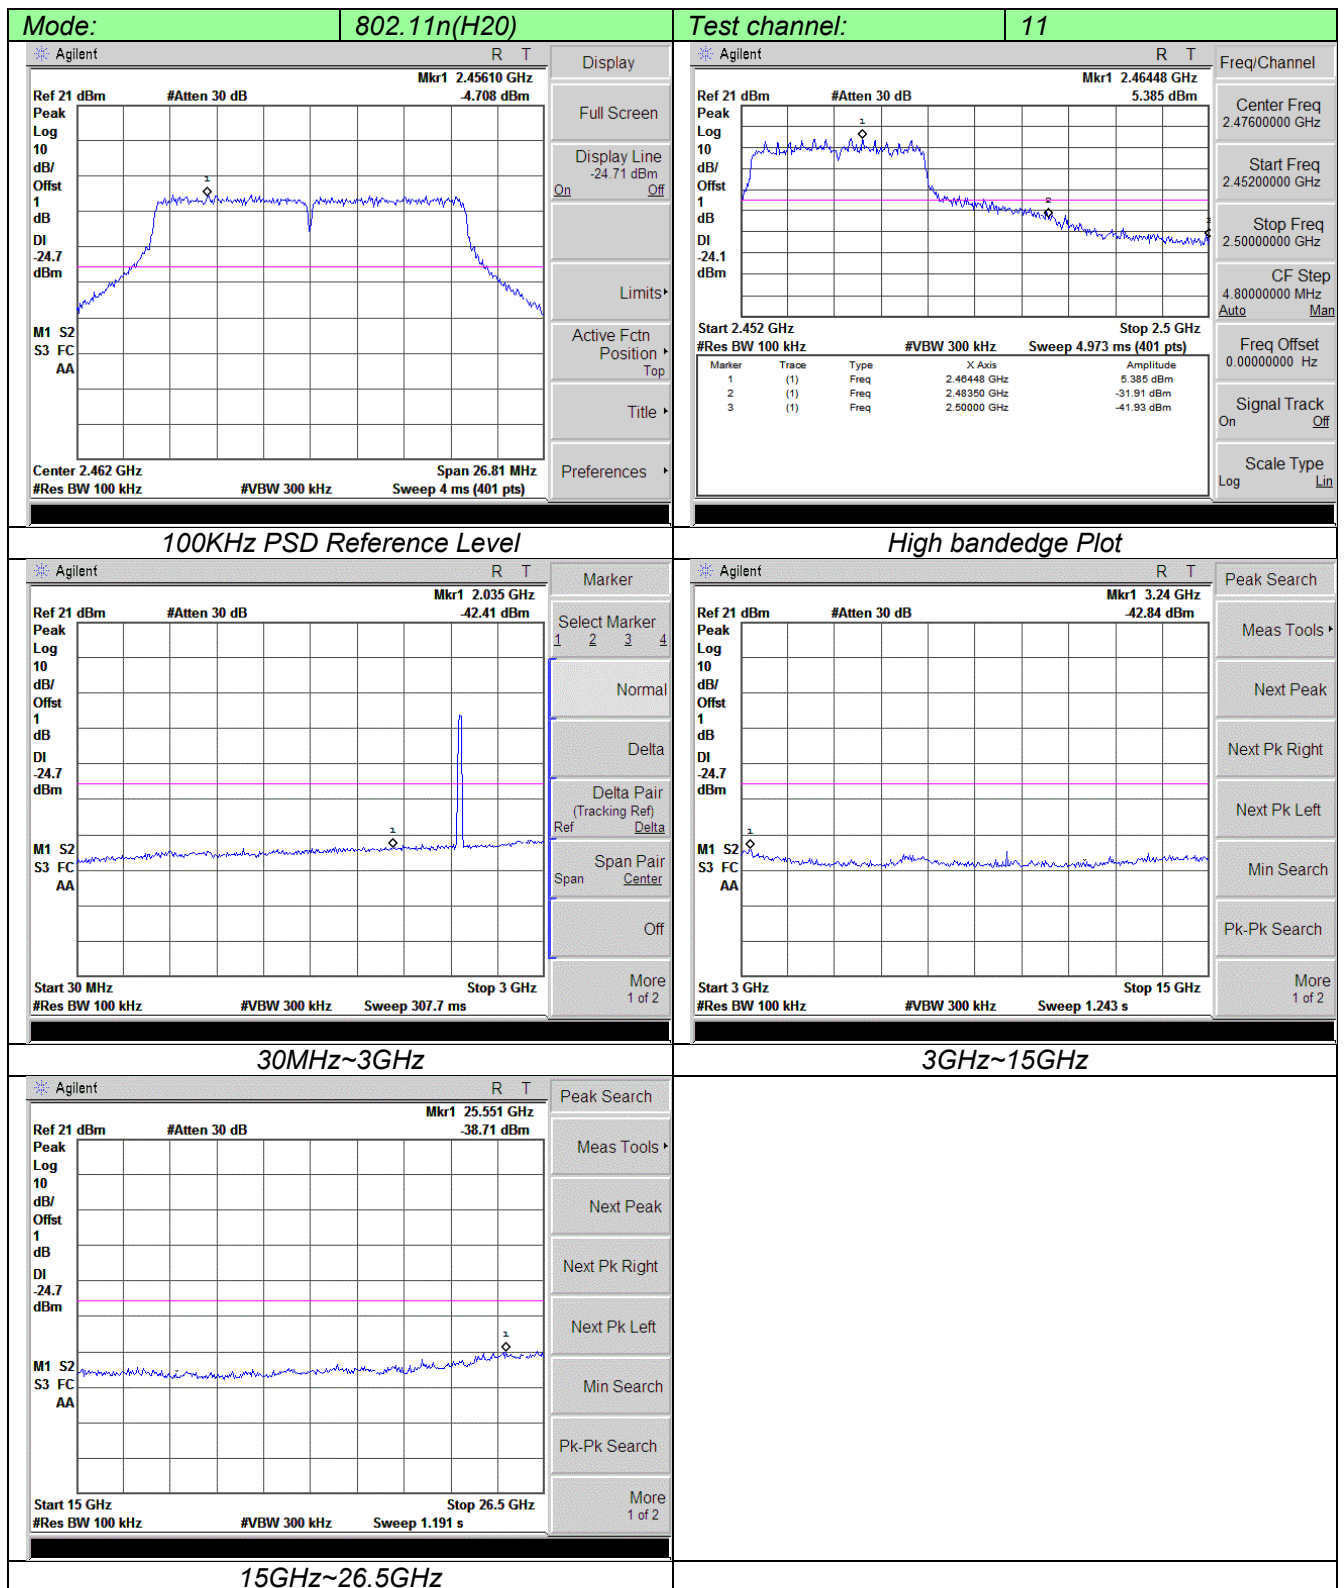 Mode: 802.11n(H20) Test channel: 11
Agilent R T
Mkr1 2.45610 GHz
Ref 21 dBm #Atten 30 dB -4.708 dBm
Peak
Log
10
dB/
Offst
1
dB
DI
-24.7
dBm
M1 S2
S3 FC
AA
1
Center 2.462 GHz Span 26.81 MHz
#Res BW 100 kHz #VBW 300 kHz Sweep 4 ms (401 pts)
Display
Full Screen
Display Line
-24.71 dBm
On Off
Limits
Active Fctn
Position
Top
Title
Preferences
Agilent R T
Mkr1 2.46448 GHz
Ref 21 dBm #Atten 30 dB 5.385 dBm
Peak
Log
10
dB/
Offst
1
dB
DI
-24.1
dBm
1
2
Start 2.452 GHz Stop 2.5 GHz
#Res BW 100 kHz #VBW 300 kHz Sweep 4.973 ms (401 pts)
Marker Trace Type X Axis Amplitude
1 (1) Freq 2.46448 GHz 5.385 dBm
2 (1) Freq 2.48350 GHz -31.91 dBm
3 (1) Freq 2.50000 GHz -41.93 dBm
Freq/Channel
Center Freq
2.47600000 GHz
Start Freq
2.45200000 GHz
Stop Freq
2.50000000 GHz
CF Step
4.80000000 MHz
Auto Man
Freq Offset
0.00000000 Hz
Signal Track
On Off
Scale Type
Log Lin
100KHz PSD Reference Level High bandedge Plot
Agilent R T
Mkr1 2.035 GHz
Ref 21 dBm #Atten 30 dB -42.41 dBm
Peak
Log
10
dB/
Offst
1
dB
DI
-24.7
dBm
M1 S2
S3 FC
AA
1
Start 30 MHz Stop 3 GHz
#Res BW 100 kHz #VBW 300 kHz Sweep 307.7 ms
Marker
Select Marker
1 2 3 4
Normal
Delta
Delta Pair
(Tracking Ref)
Ref Delta
Span Pair
Span Center
Off
More
1 of 2
Agilent R T
Mkr1 3.24 GHz
Ref 21 dBm #Atten 30 dB -42.84 dBm
Peak
Log
10
dB/
Offst
1
dB
DI
-24.7
dBm
M1 S2
S3 FC
AA
1
Start 3 GHz Stop 15 GHz
#Res BW 100 kHz #VBW 300 kHz Sweep 1.243 s
Peak Search
Meas Tools
Next Peak
Next Pk Right
Next Pk Left
Min Search
Pk-Pk Search
More
1 of 2
30MHz~3GHz 3GHz~15GHz
Agilent R T
Mkr1 25.551 GHz
Ref 21 dBm #Atten 30 dB -38.71 dBm
Peak
Log
10
dB/
Offst
1
dB
DI
-24.7
dBm
M1 S2
S3 FC
AA
1
Start 15 GHz Stop 26.5 GHz
#Res BW 100 kHz #VBW 300 kHz Sweep 1.191 s
Peak Search
Meas Tools
Next Peak
Next Pk Right
Next Pk Left
Min Search
Pk-Pk Search
More
1 of 2
15GHz~26.5GHz